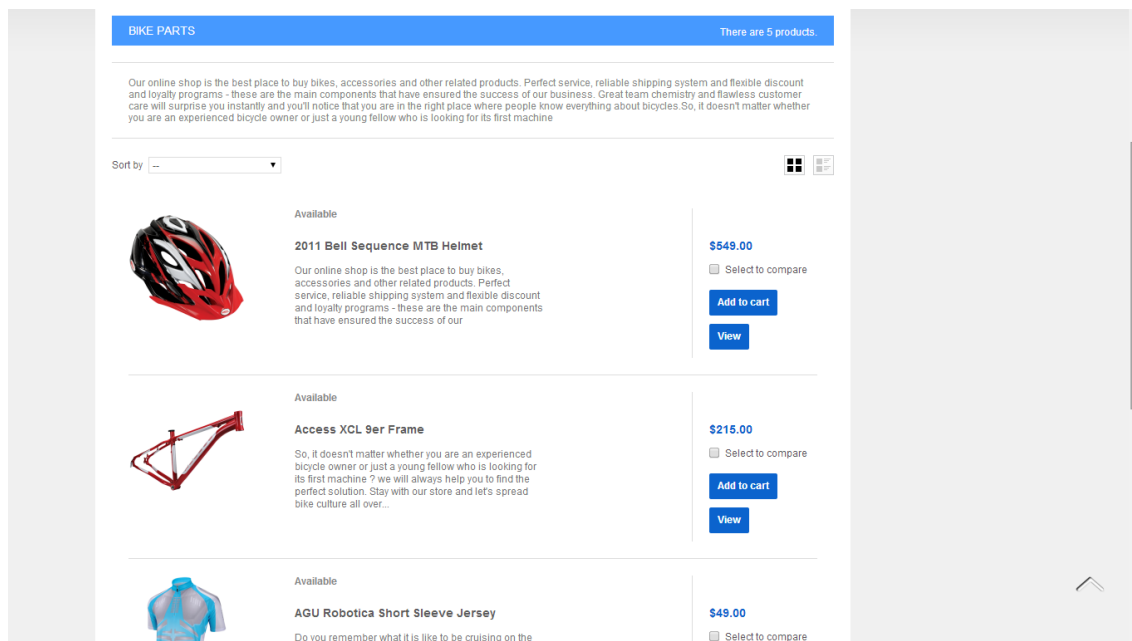 BIKE PARTS
There are 5 products.
Our online shop is the best place to buy bikes, accessories and other related products. Perfect service, reliable shipping system and flexible discount
and loyalty programs - these are the main components that have ensured the success of our business. Great team chemistry and flawless customer
care will surprise you instantly and you'll notice that you are in the right place where people know everything about bicycles.So, it doesn't matter whether
you are an experienced bicycle owner or just a young fellow who is looking for its first machine
Sort by --
Available
2011 Bell Sequence MTB Helmet
Our online shop is the best place to buy bikes,
accessories and other related products. Perfect
service, reliable shipping system and flexible discount
and loyalty programs - these are the main components
that have ensured the success of our
$549.00
Select to compare
Add to cart
View
Available
Access XCL 9er Frame
So, it doesn't matter whether you are an experienced
bicycle owner or just a young fellow who is looking for
its first machine ? we will always help you to find the
perfect solution. Stay with our store and let's spread
bike culture all over...
$215.00
Select to compare
Add to cart
View
Available
AGU Robotica Short Sleeve Jersey
Do you remember what it is like to be cruising on the
$49.00
Select to compare